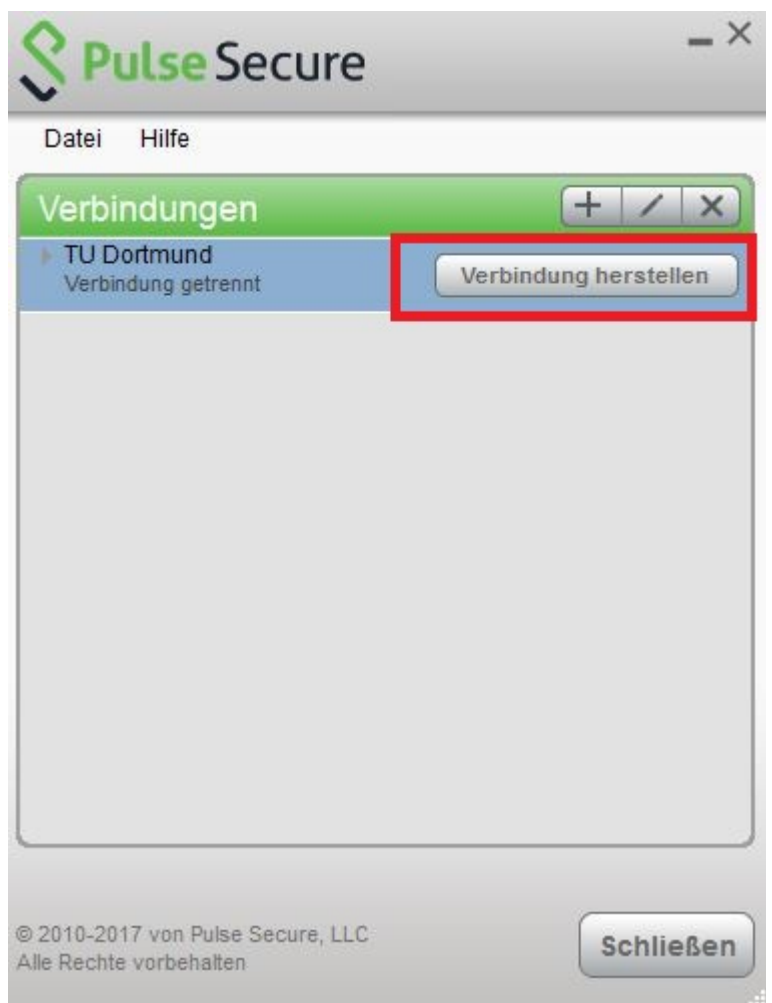 Pulse Secure
Datei Hilfe
Verbindungen
TU Dortmund
Verbindung getrennt
Verbindung herstellen
© 2010-2017 von Pulse Secure, LLC
Alle Rechte vorbehalten
Schließen